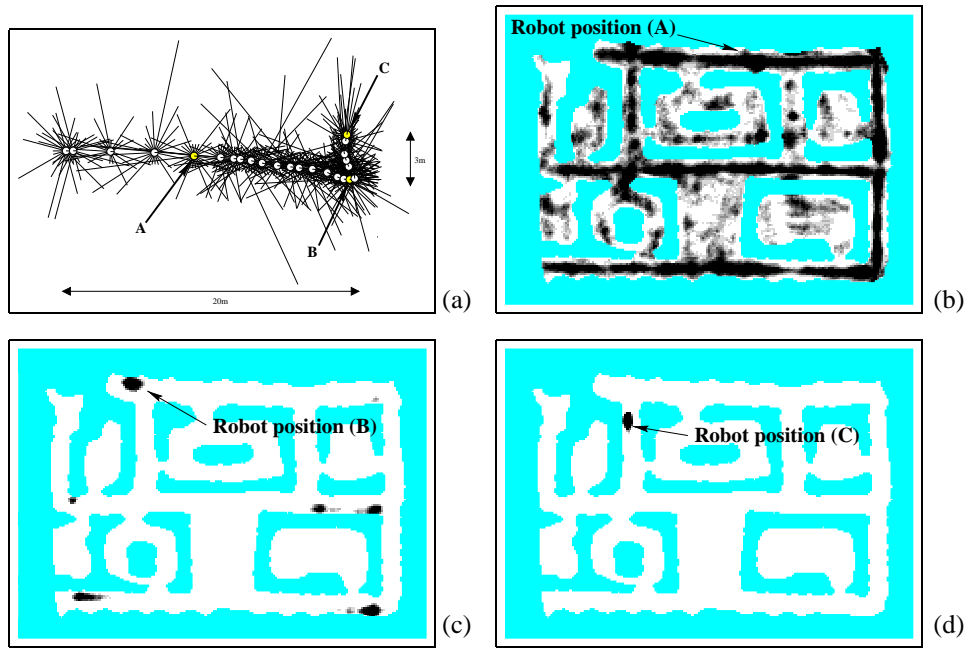 C
3m
A
B
20m
(a)
Robot position (A)
(b)
Robot position (B)
(c)
Robot position (C)
(d)